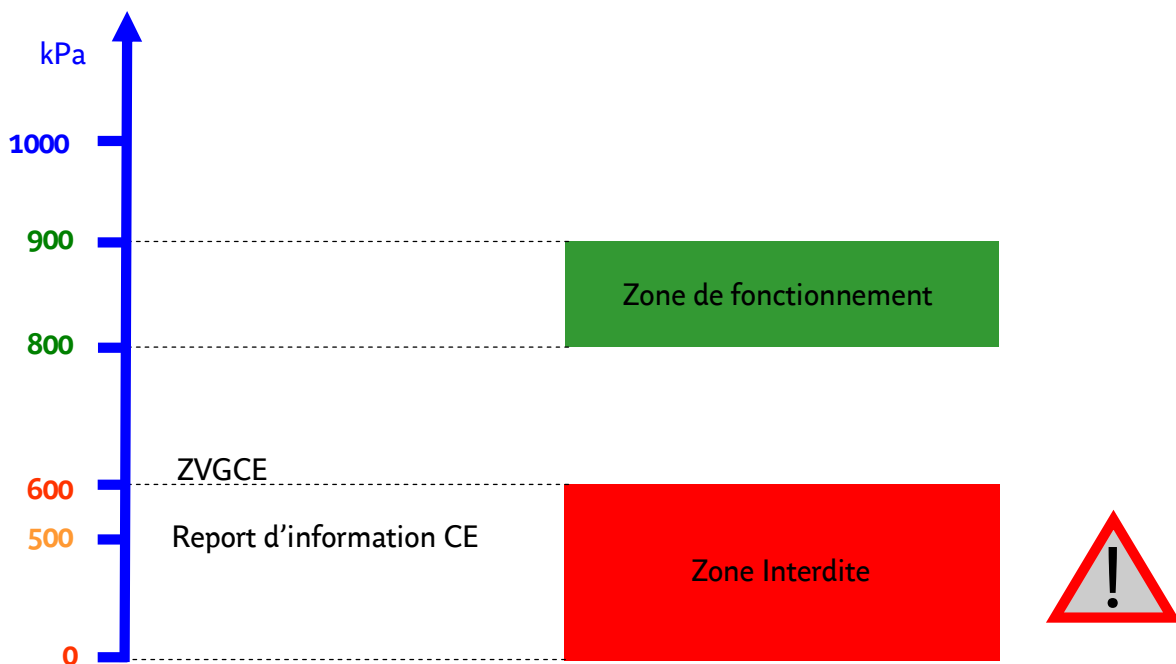 kPa
1000
900
Zone de fonctionnement
800
ZVGCE
600
Report d’information CE
500
Zone Interdite
!
0